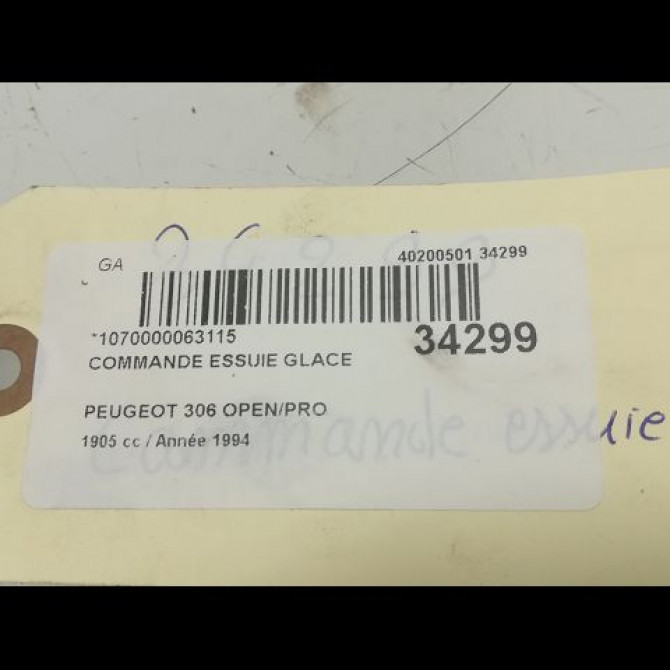 GA
40200501 34299
*1070000063115
34299
COMMANDE ESSUIE GLACE
PEUGEOT 306 OPEN/PRO
1905 cc / Année 1994
Commande essuie